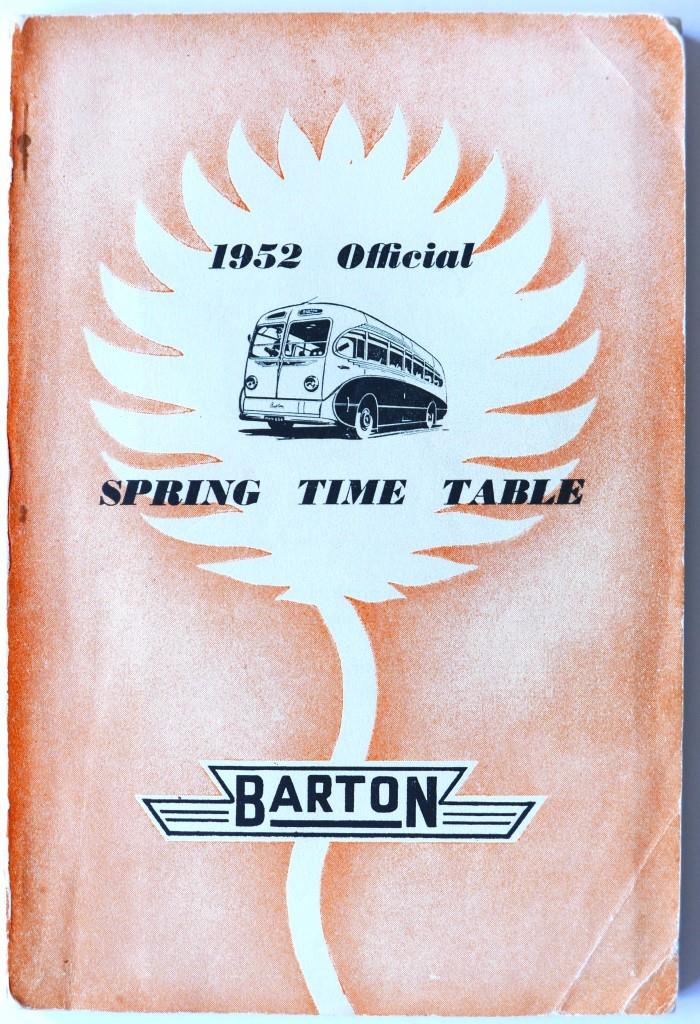 1952 Official
SPRING TIME TABLE
BARTON